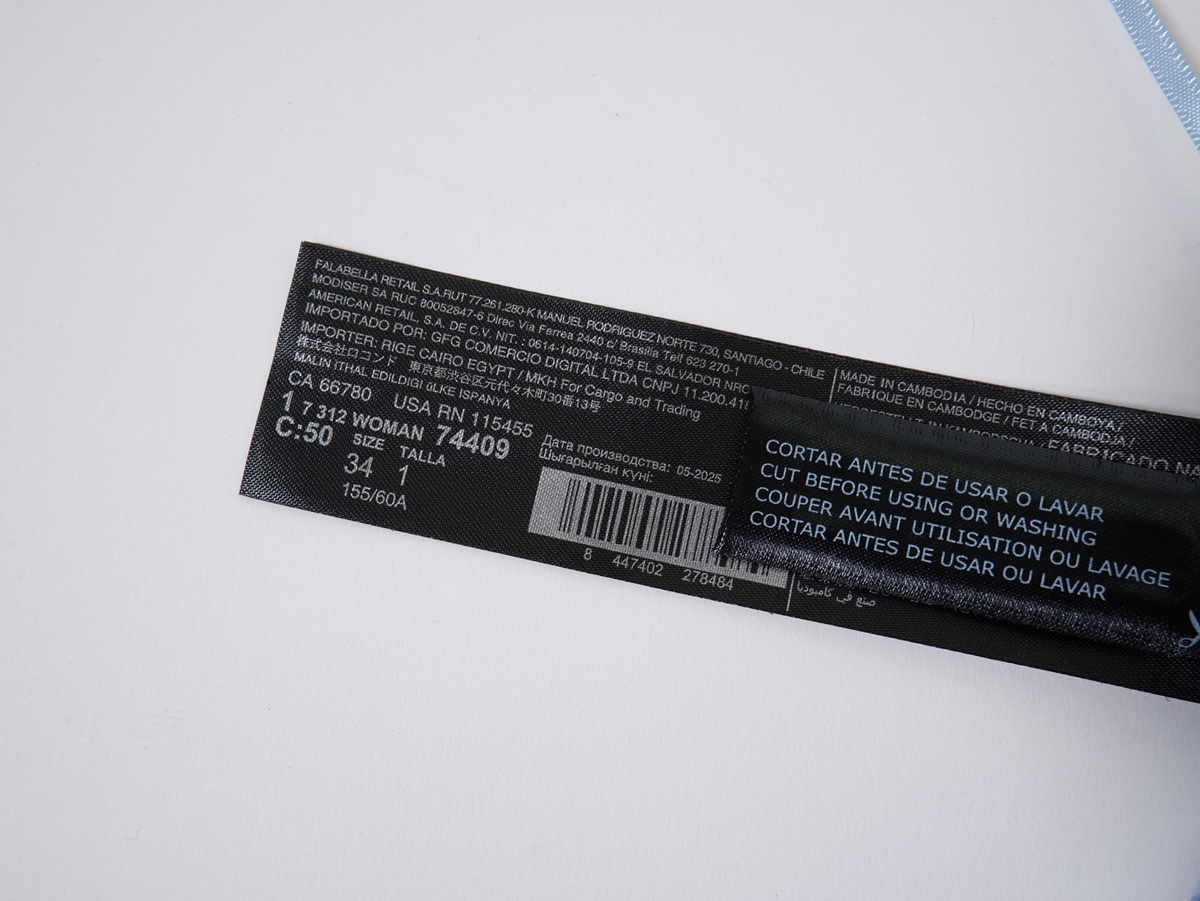 FALABELLA RETAIL S.A.RUT 77.261.280-K MANUEL RODRIGUEZ NORTE 730, SANTIAGO - CHILE
MODISER SA RUC 80052847-6 Direc Via Ferrea 2440 c/ Brasilia Telf 623 270-1
AMERICAN RETAIL, S.A. DE C.V. NIT. : 0614-140704-105-9 EL SALVADOR NRC
IMPORTADO POR: GFG COMERCIO DIGITAL LTDA CNPJ 11.200.418
IMPORTER: RIGE CAIRO EGYPT / MKH For Cargo and Trading
株式会社ロコンド 東京都渋谷区元代々木町30番13号
MALIN ITHAL EDILDIGI üLKE ISPANYA
CA 66780 USA RN 115455
1 7 312 WOMAN 74409
C:50 SIZE TALLA
34 1
155/60A
Дата производства: 05-2025
Шығарылған күні:
8 447402 278484
MADE IN CAMBODIA / HECHO EN CAMBOYA /
FABRIQUE EN CAMBODGE / FET A CAMBODJA /
FABRICADO
صنع في كامبوديا
CORTAR ANTES DE USAR O LAVAR
CUT BEFORE USING OR WASHING
COUPER AVANT UTILISATION OU LAVAGE
CORTAR ANTES DE USAR OU LAVAR